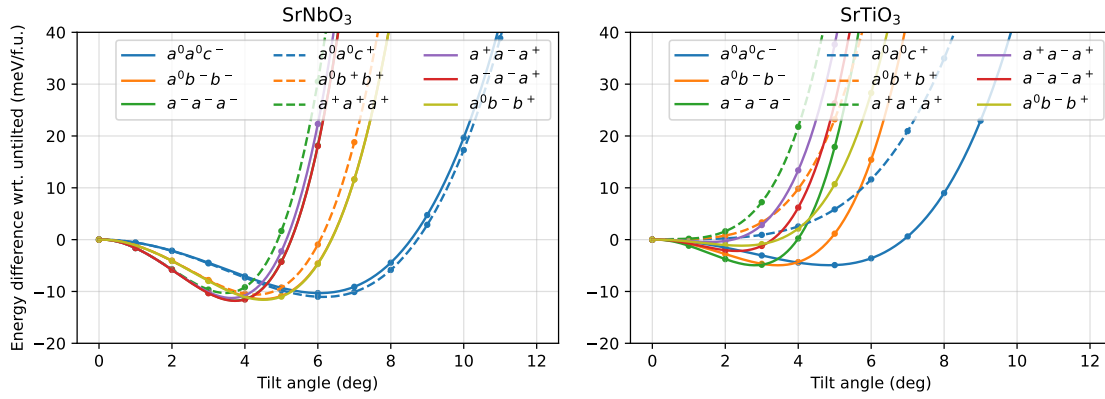 SrNbO₃
Energy difference wrt. untilted (meV/f.u.)
40
30
20
10
0
−10
−20
a⁰a⁰c⁻ a⁰a⁰c⁺ a⁺a⁻a⁺
a⁰b⁻b⁻ a⁰b⁺b⁺ a⁻a⁻a⁺
a⁻a⁻a⁻ a⁺a⁺a⁺ a⁰b⁻b⁺
0 2 4 6 8 10 12
Tilt angle (deg)
SrTiO₃
40
30
20
10
0
−10
−20
a⁰a⁰c⁻ a⁰a⁰c⁺ a⁺a⁻a⁺
a⁰b⁻b⁻ a⁰b⁺b⁺ a⁻a⁻a⁺
a⁻a⁻a⁻ a⁺a⁺a⁺ a⁰b⁻b⁺
0 2 4 6 8 10 12
Tilt angle (deg)